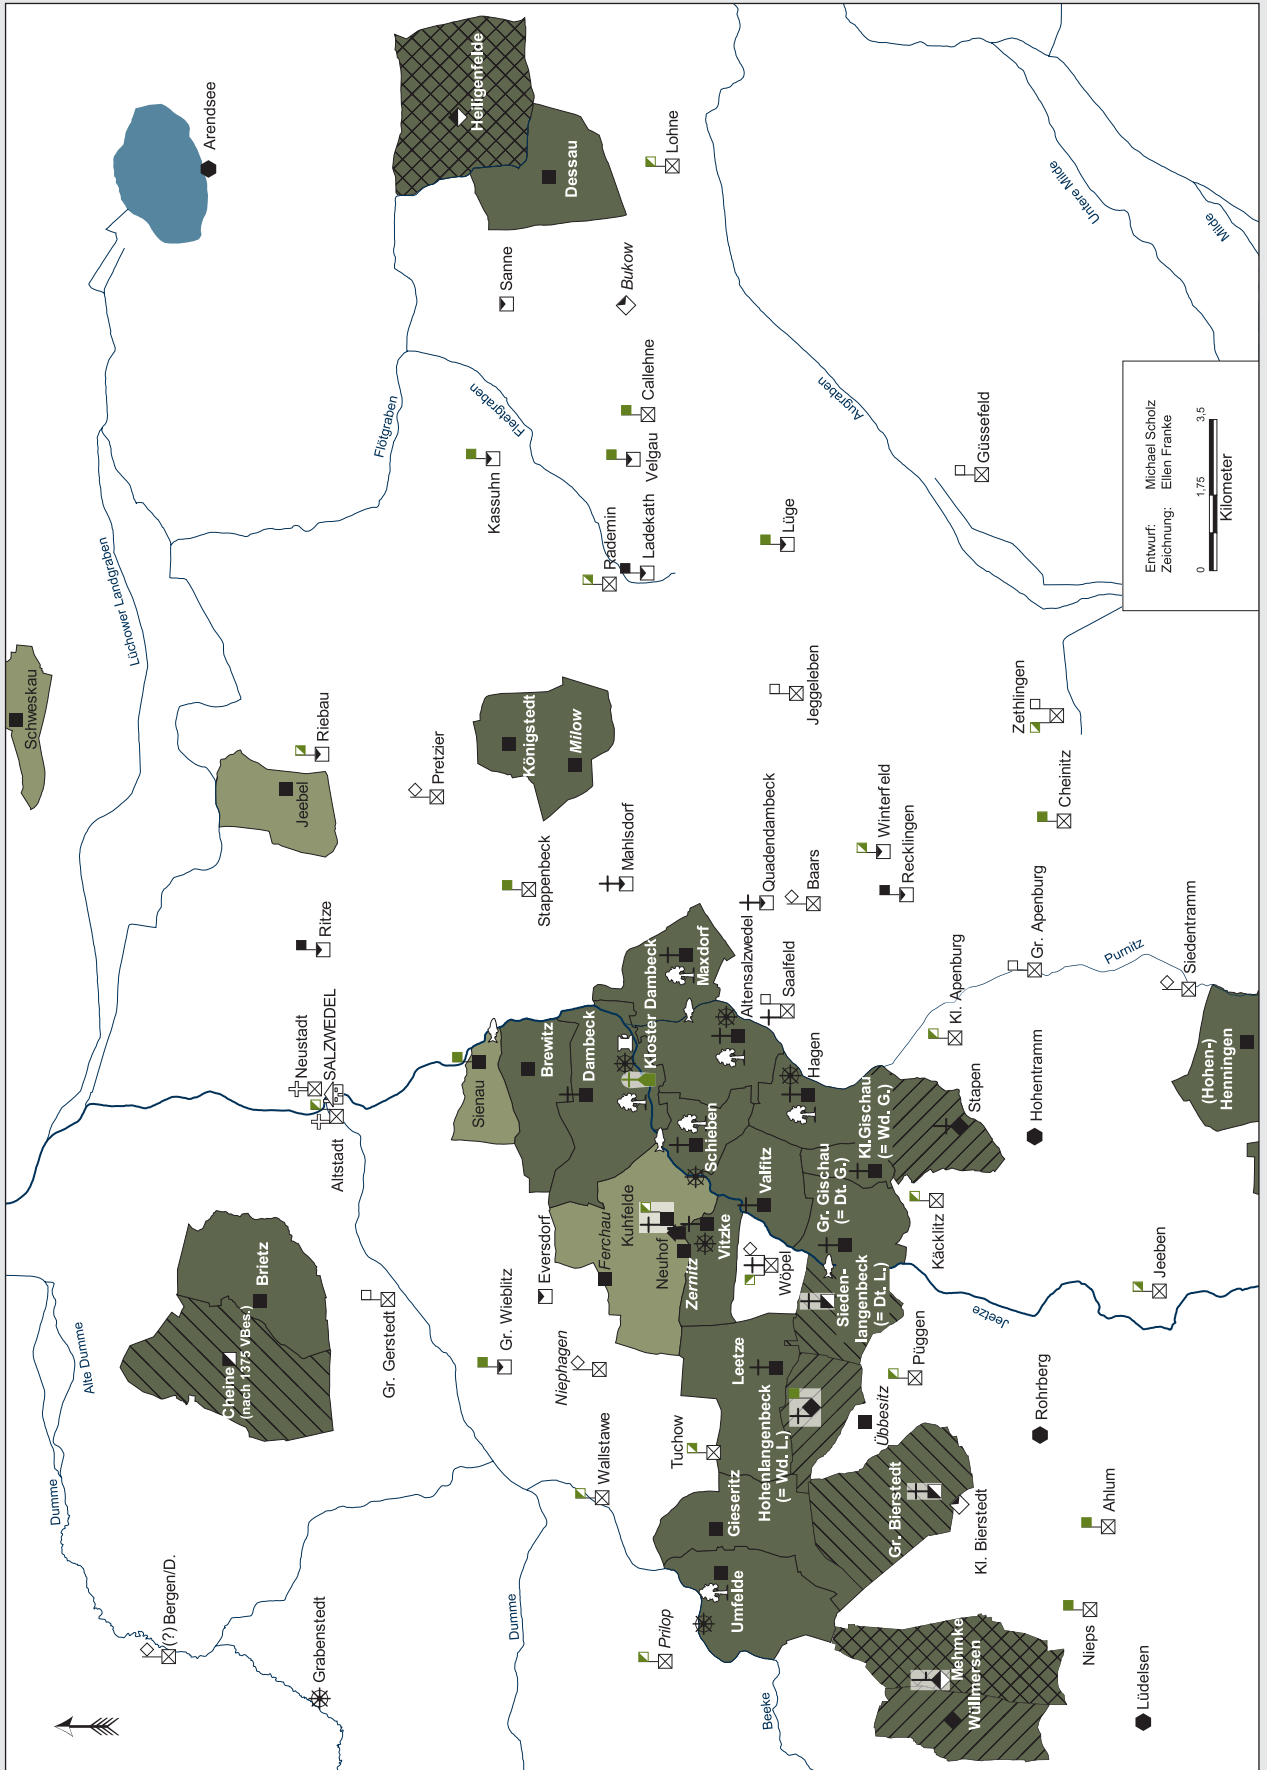 Schweskau
Arendsee
Heiligenfelde
Dessau
Lohne
Sanne
Bukow
Untere Milde
Milde
Flötgraben
Fleetgraben
Callehne
Kassuhn
Velgau
Rademin
Ladekath
Augraben
Güssefeld
Lüge
Lüchower Landgraben
Entwurf: Michael Scholz
Zeichnung: Ellen Franke
0 1,75 3,5
Kilometer
Riebau
Jeebel
Pretzier
Königstedt
Milow
Jeggeleben
Zethlingen
Cheinitz
Ritze
Stappenbeck
Mahlsdorf
Quadendambeck
Baars
Winterfeld
Recklingen
Gr. Apenburg
Kl. Apenburg
Purnitz
Siedentramm
Neustadt
SALZWEDEL
Altstadt
Sienau
Brewitz
Dambeck
Kloster Dambeck
Maxdorf
Altensalzwedel
Saalfeld
Hagen
Schieben
Valfitz
Gr. Gischau
(= Dt. G.)
Kl.Gischau
(= Wd. G.)
Stapen
Hohentramm
(Hohen-)
Henningen
Brietz
Cheine
(nach 1375 VBes.)
Gr. Gerstedt
Gr. Wieblitz
Eversdorf
Ferchau
Kuhfelde
Neuhof
Zernitz
Vitzke
Wöpel
Sieden-
langenbeck
(= Dt. L.)
Käcklitz
Jeeben
Jeetze
Püggen
Übbesitz
Leetze
Hohenlangenbeck
(= Wd. L.)
Niephagen
Wallstawe
Tuchow
Gieseritz
Gr. Bierstedt
Kl. Bierstedt
Rohrberg
Ahlum
Alte Dumme
Dumme
(?) Bergen/D.
Grabenstedt
Dumme
Prilop
Umfelde
Beeke
Mehmke
Wüllmersen
Nieps
Lüdelsen